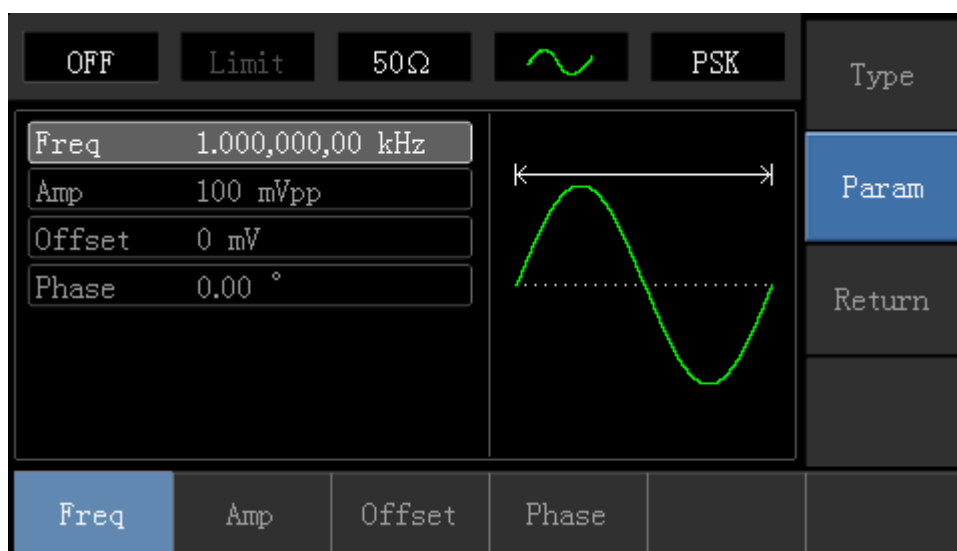 OFF Limit 50Ω PSK
Type
Freq 1.000,000,00 kHz
Amp 100 mVpp
Param
Offset 0 mV
Phase 0.00 °
Return
Freq Amp Offset Phase